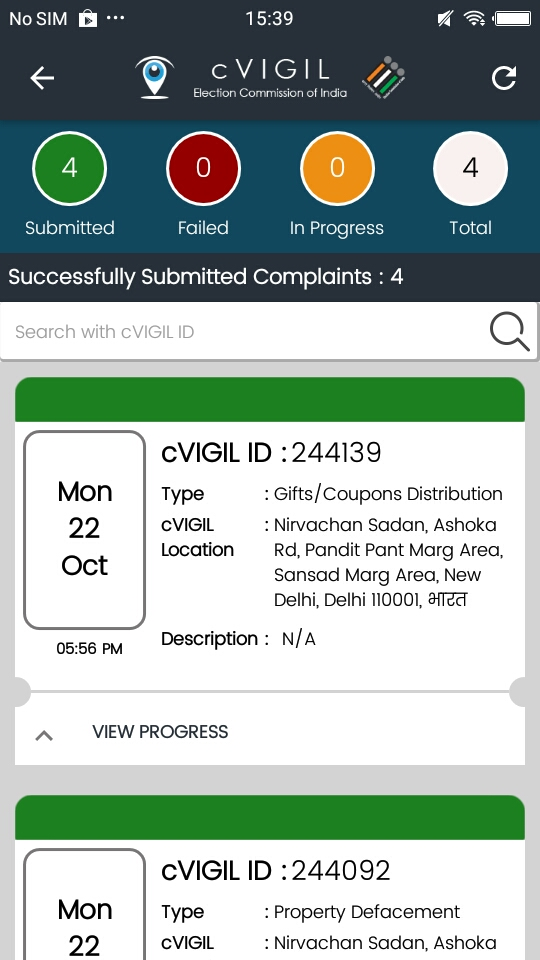 No SIM ••• 15:39
cVIGIL
Election Commission of India
4 0 0 4
Submitted Failed In Progress Total
Successfully Submitted Complaints : 4
Search with cVIGIL ID
cVIGIL ID : 244139
Mon
22
Oct
05:56 PM
Type : Gifts/Coupons Distribution
cVIGIL : Nirvachan Sadan, Ashoka
Location Rd, Pandit Pant Marg Area,
Sansad Marg Area, New
Delhi, Delhi 110001, भारत
Description : N/A
VIEW PROGRESS
cVIGIL ID : 244092
Mon
22
Type : Property Defacement
cVIGIL : Nirvachan Sadan, Ashoka